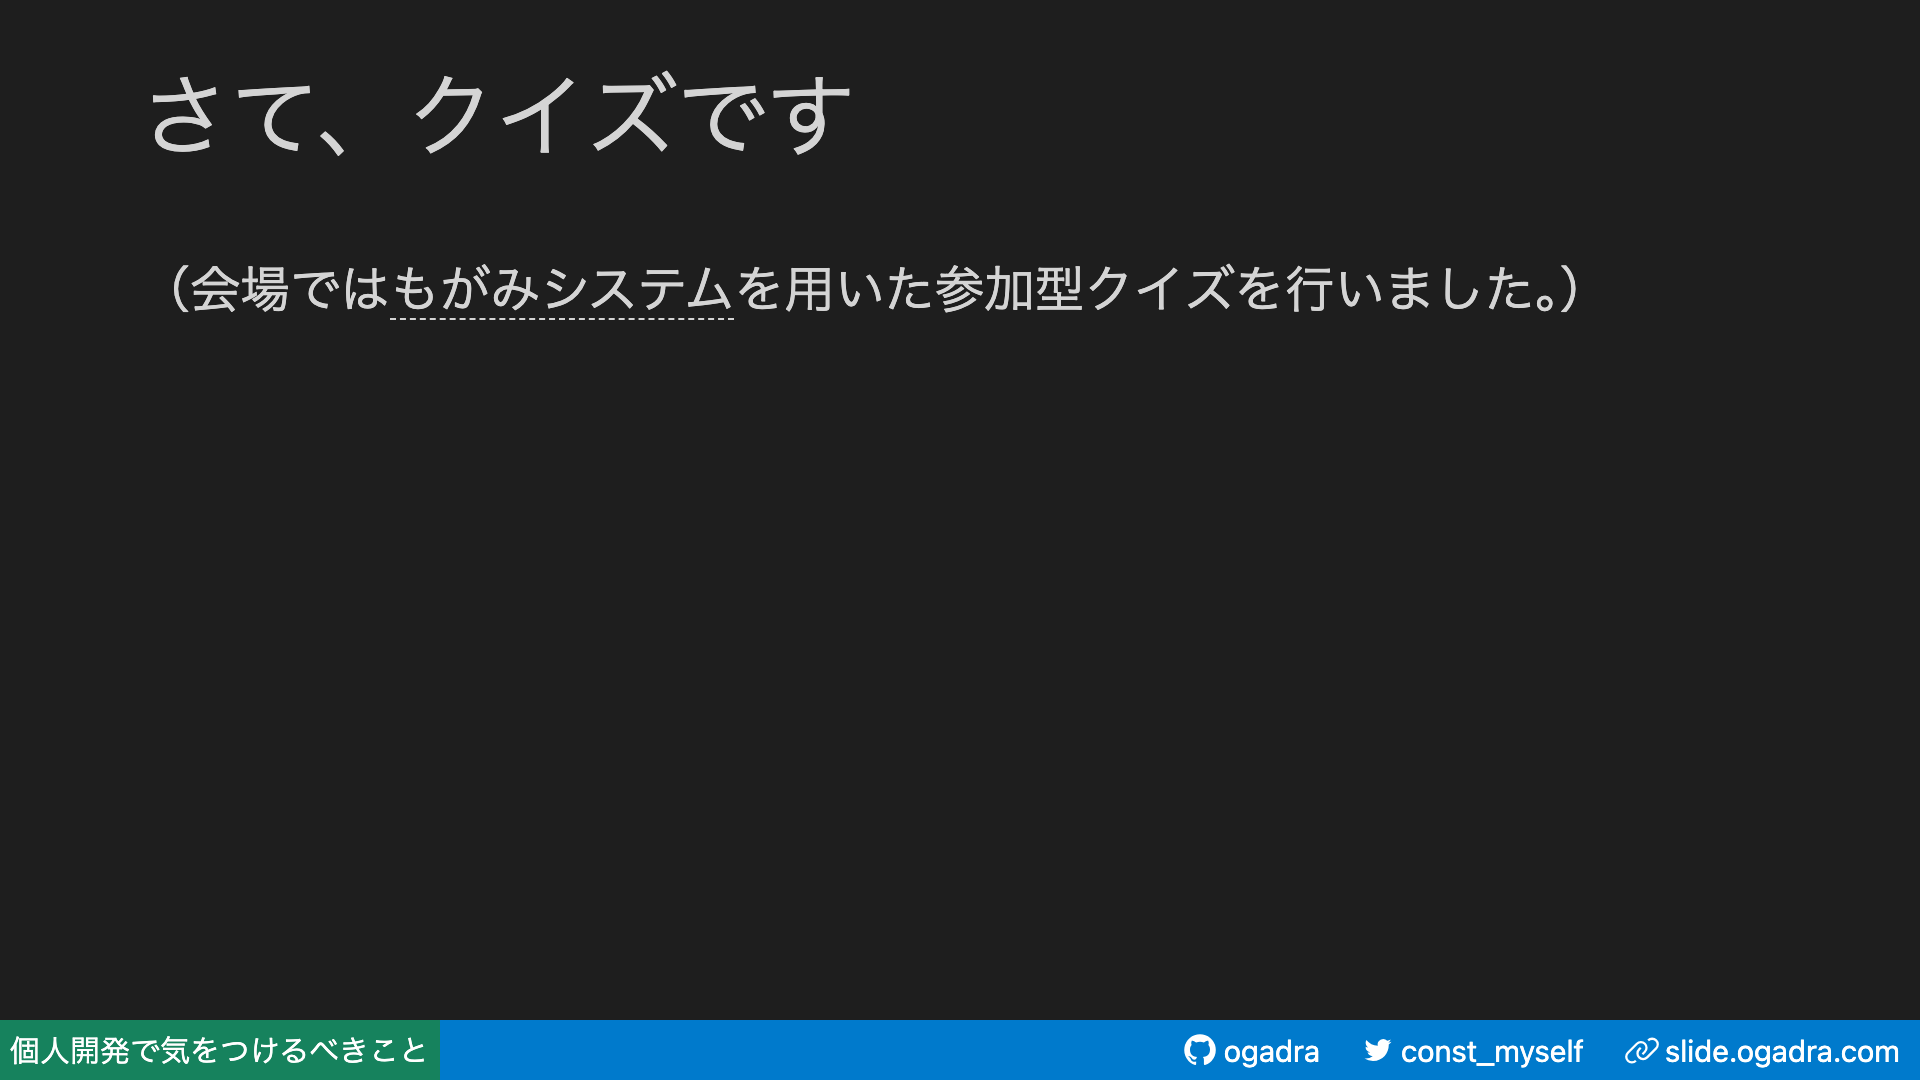 さて、クイズです
（会場ではもがみシステムを用いた参加型クイズを行いました。）
個人開発で気をつけるべきこと
ogadra
const_myself
slide.ogadra.com